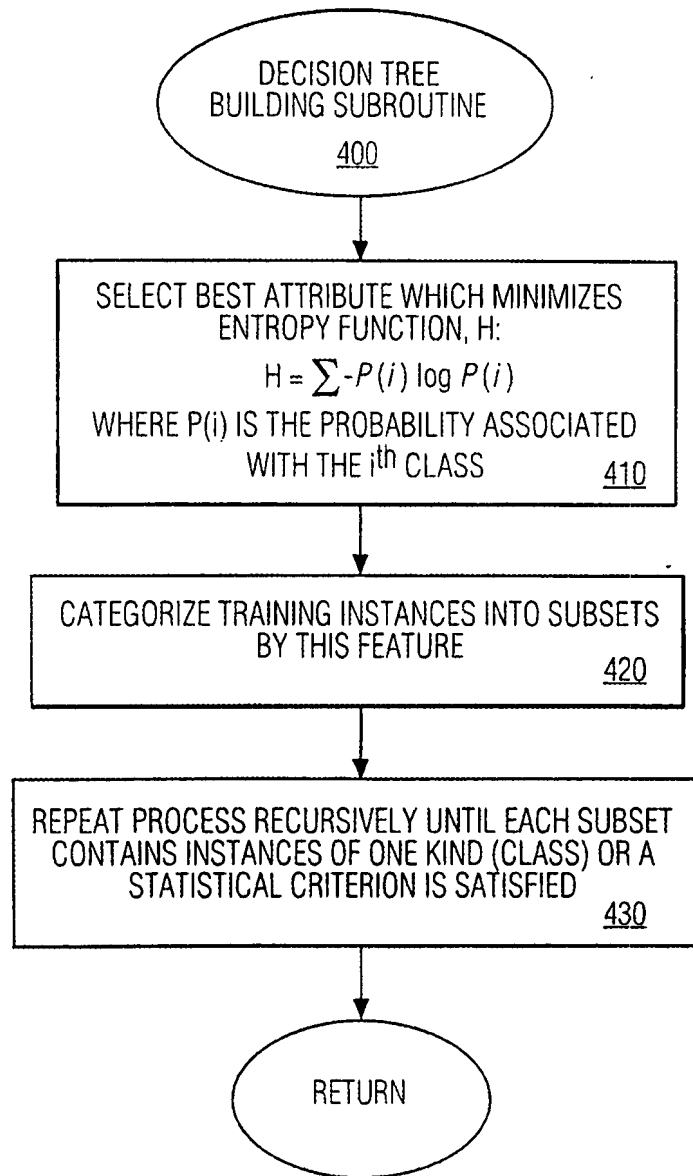 DECISION TREE
BUILDING SUBROUTINE
400
SELECT BEST ATTRIBUTE WHICH MINIMIZES
ENTROPY FUNCTION, H:
H = ∑ -P(i) log P(i)
WHERE P(i) IS THE PROBABILITY ASSOCIATED
WITH THE ith CLASS
410
CATEGORIZE TRAINING INSTANCES INTO SUBSETS
BY THIS FEATURE
420
REPEAT PROCESS RECURSIVELY UNTIL EACH SUBSET
CONTAINS INSTANCES OF ONE KIND (CLASS) OR A
STATISTICAL CRITERION IS SATISFIED
430
RETURN